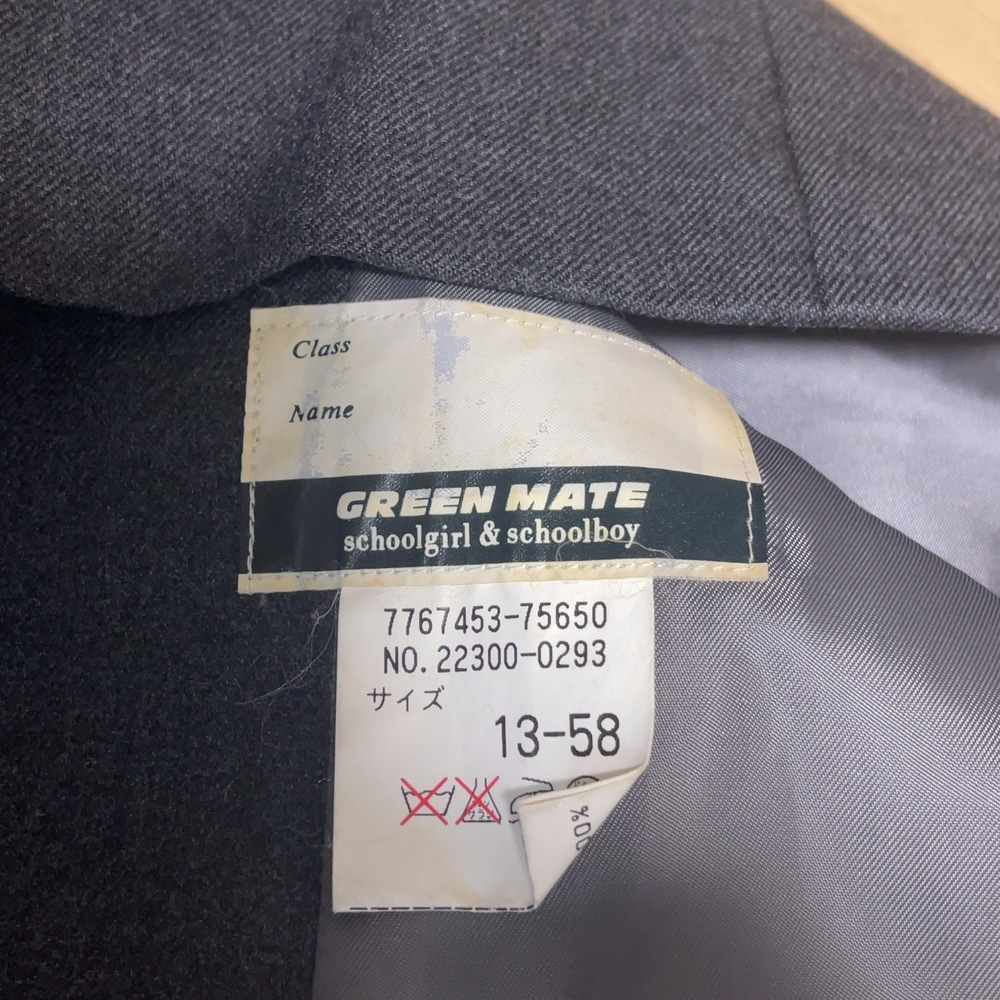 Class
Name
GREEN MATE
schoolgirl & schoolboy
7767453-75650
NO. 22300-0293
サイズ
13-58